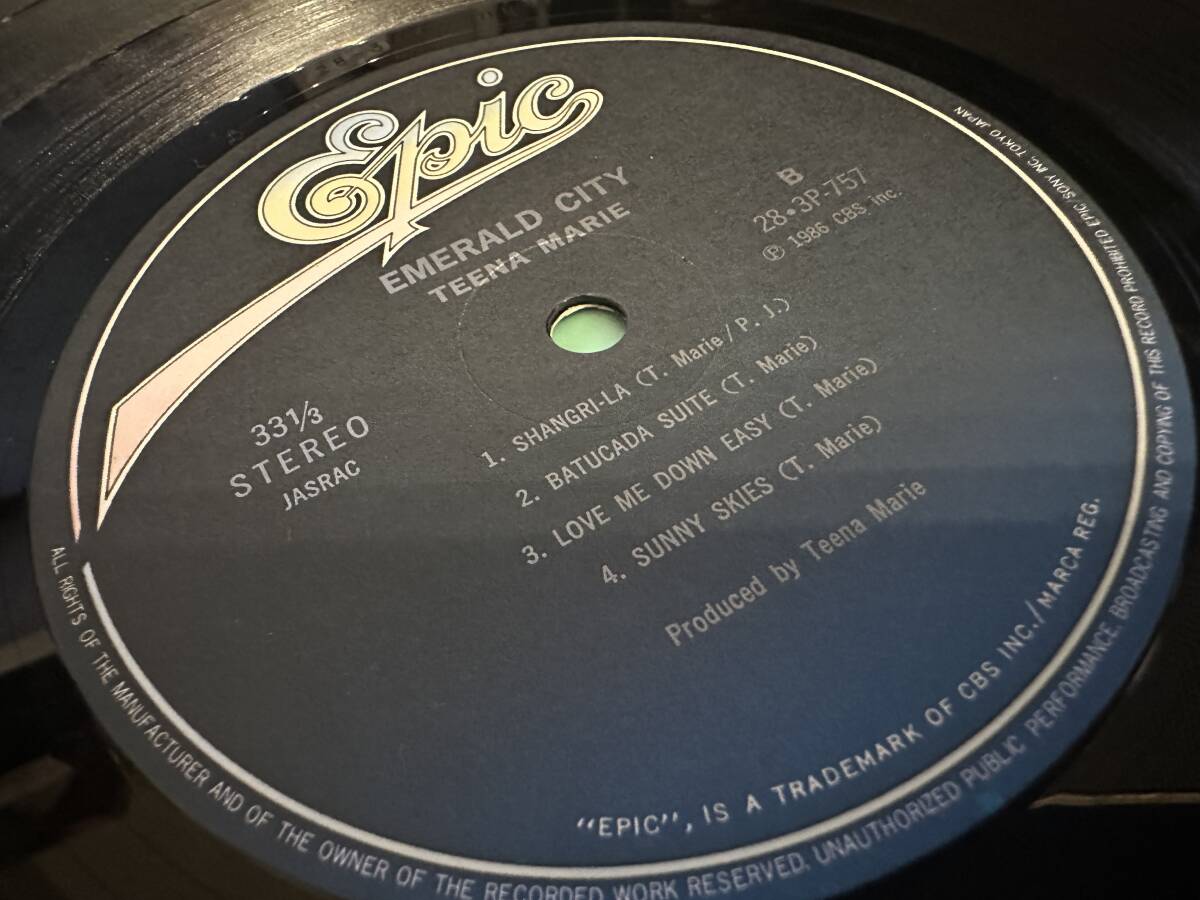 Epic
EMERALD CITY
TEENA MARIE
B
28・3P-757
Ⓟ 1986 CBS inc.
33 1/3
STEREO
JASRAC
1. SHANGRI-LA (T. Marie/P. J.)
2. BATUCADA SUITE (T. Marie)
3. LOVE ME DOWN EASY (T. Marie)
4. SUNNY SKIES (T. Marie)
Produced by Teena Marie
“EPIC”, IS A TRADEMARK OF CBS INC./MARCA REG.
ALL RIGHTS OF THE MANUFACTURER AND OF THE OWNER OF THE RECORDED WORK RESERVED. UNAUTHORIZED PUBLIC PERFORMANCE. BROADCASTING AND COPYING OF THIS RECORD PROHIBITED EPIC SONY INC. TOKYO JAPAN